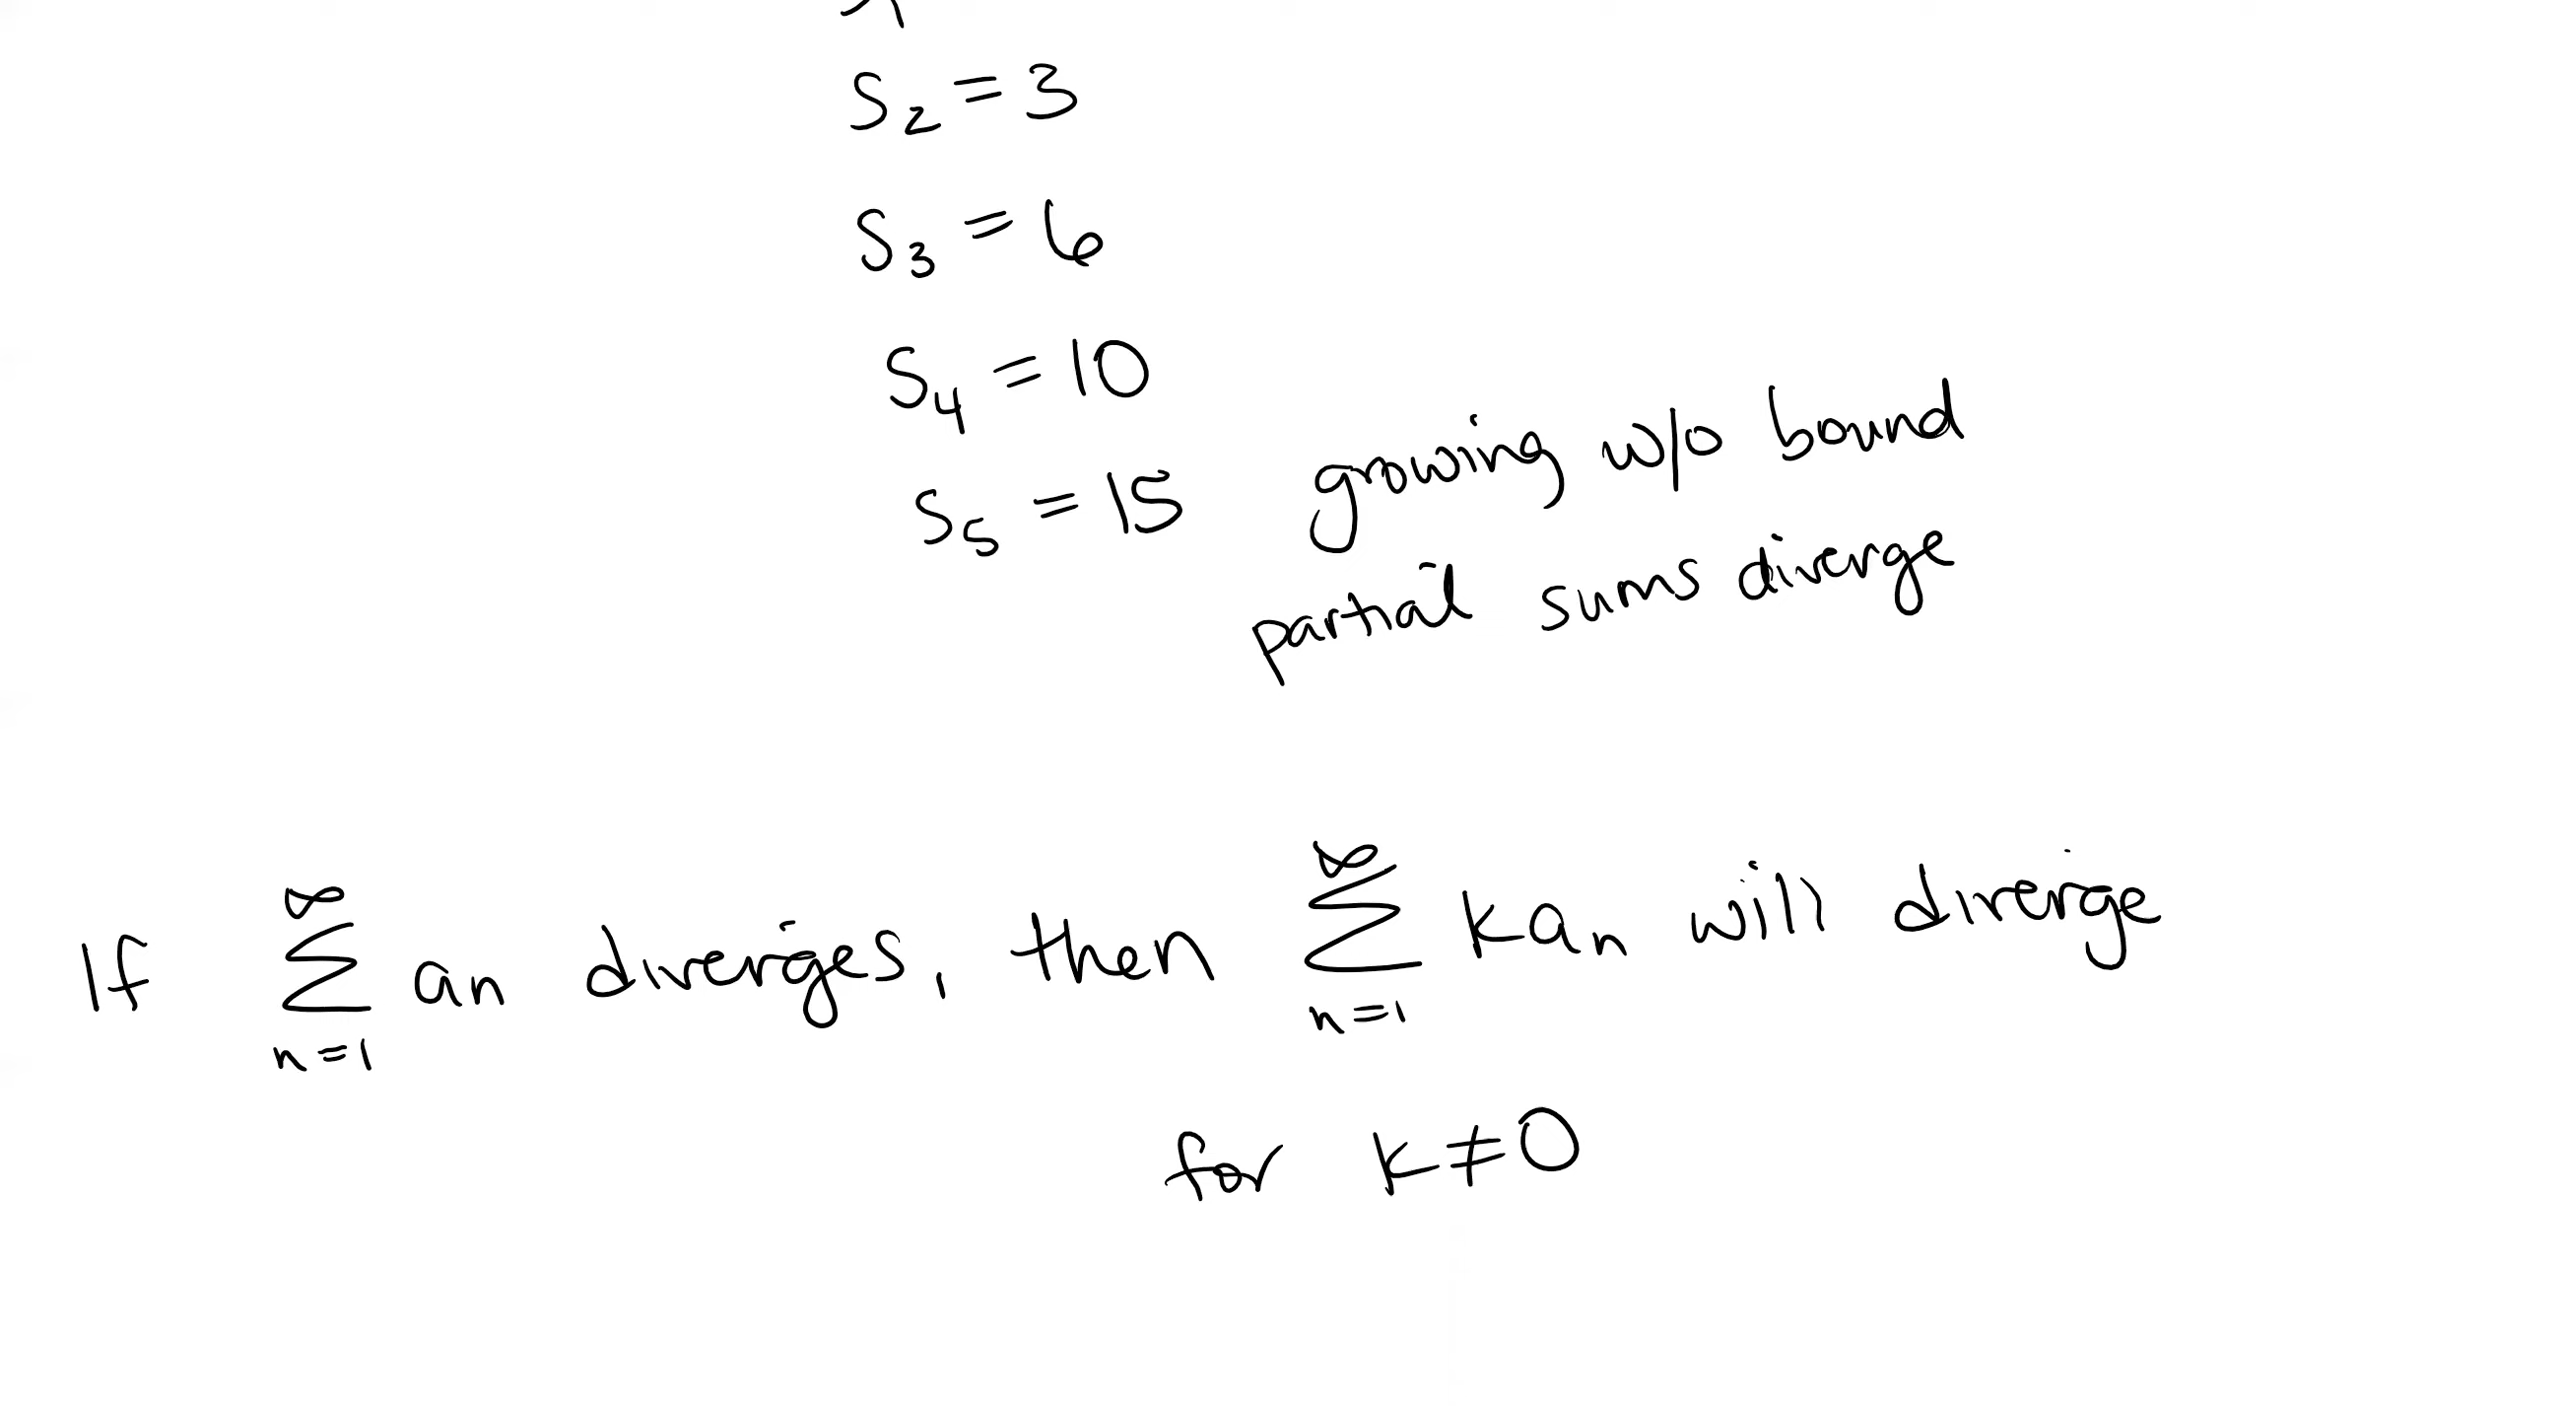 S₂ = 3
S₃ = 6
S₄ = 10
S₅ = 15 growing w/o bound
partial sums diverge
If ∑_{n=1}^{∞} an diverges, then ∑_{n=1}^{∞} kaₙ will diverge
for k ≠ 0